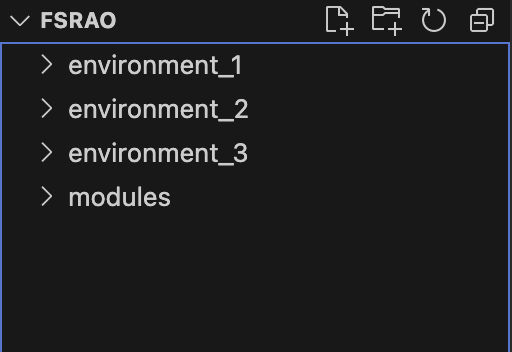 FSRAO
environment_1
environment_2
environment_3
modules